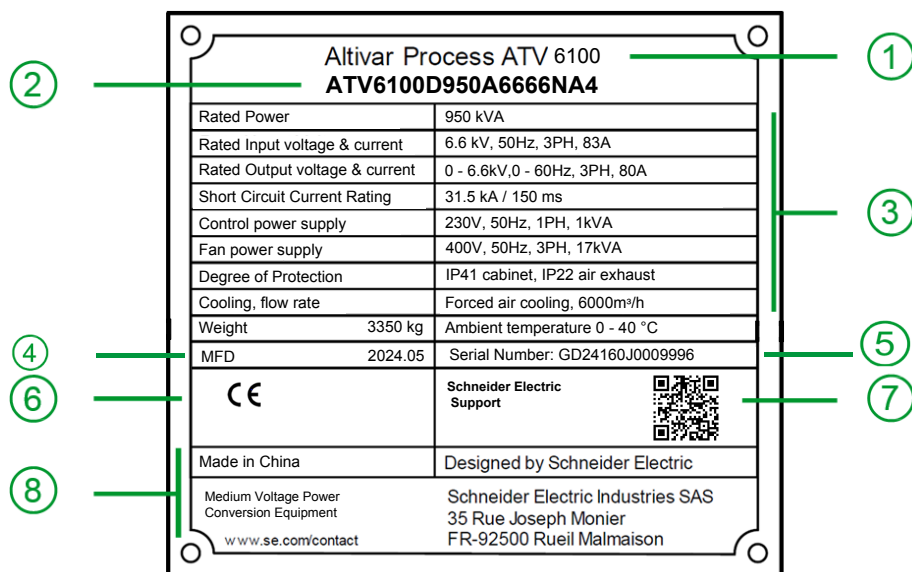 Altivar Process ATV 6100
1
2
ATV6100D950A6666NA4
Rated Power 950 kVA
Rated Input voltage & current 6.6 kV, 50Hz, 3PH, 83A
Rated Output voltage & current 0 - 6.6kV,0 - 60Hz, 3PH, 80A
Short Circuit Current Rating 31.5 kA / 150 ms
3
Control power supply 230V, 50Hz, 1PH, 1kVA
Fan power supply 400V, 50Hz, 3PH, 17kVA
Degree of Protection IP41 cabinet, IP22 air exhaust
Cooling, flow rate Forced air cooling, 6000m³/h
Weight 3350 kg Ambient temperature 0 - 40 °C
4
MFD 2024.05 Serial Number: GD24160J0009996
5
6
CE
Schneider Electric
Support
7
Made in China Designed by Schneider Electric
8
Medium Voltage Power
Conversion Equipment
www.se.com/contact
Schneider Electric Industries SAS
35 Rue Joseph Monier
FR-92500 Rueil Malmaison